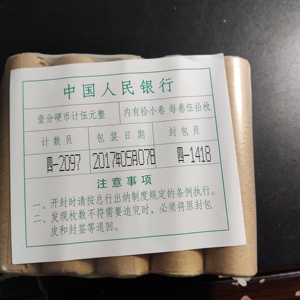 中国人民银行
壹分硬币计伍元整 内有拾小卷 每卷伍拾枚
计数员 包装日期 封包员
四-2097 2017年05月07日 四-1418
注意事项
一、开封时请按总行出纳制度规定的条例执行。
二、发现枚数不符需要追究时，必须将原封包
皮和封签等退回。